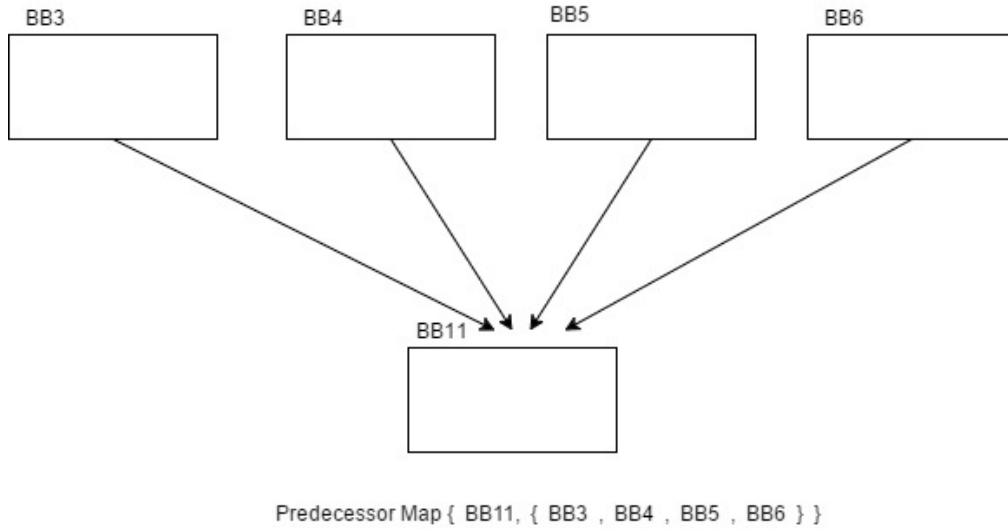 BB3
BB4
BB5
BB6
BB11
Predecessor Map { BB11, { BB3 , BB4 , BB5 , BB6 } }